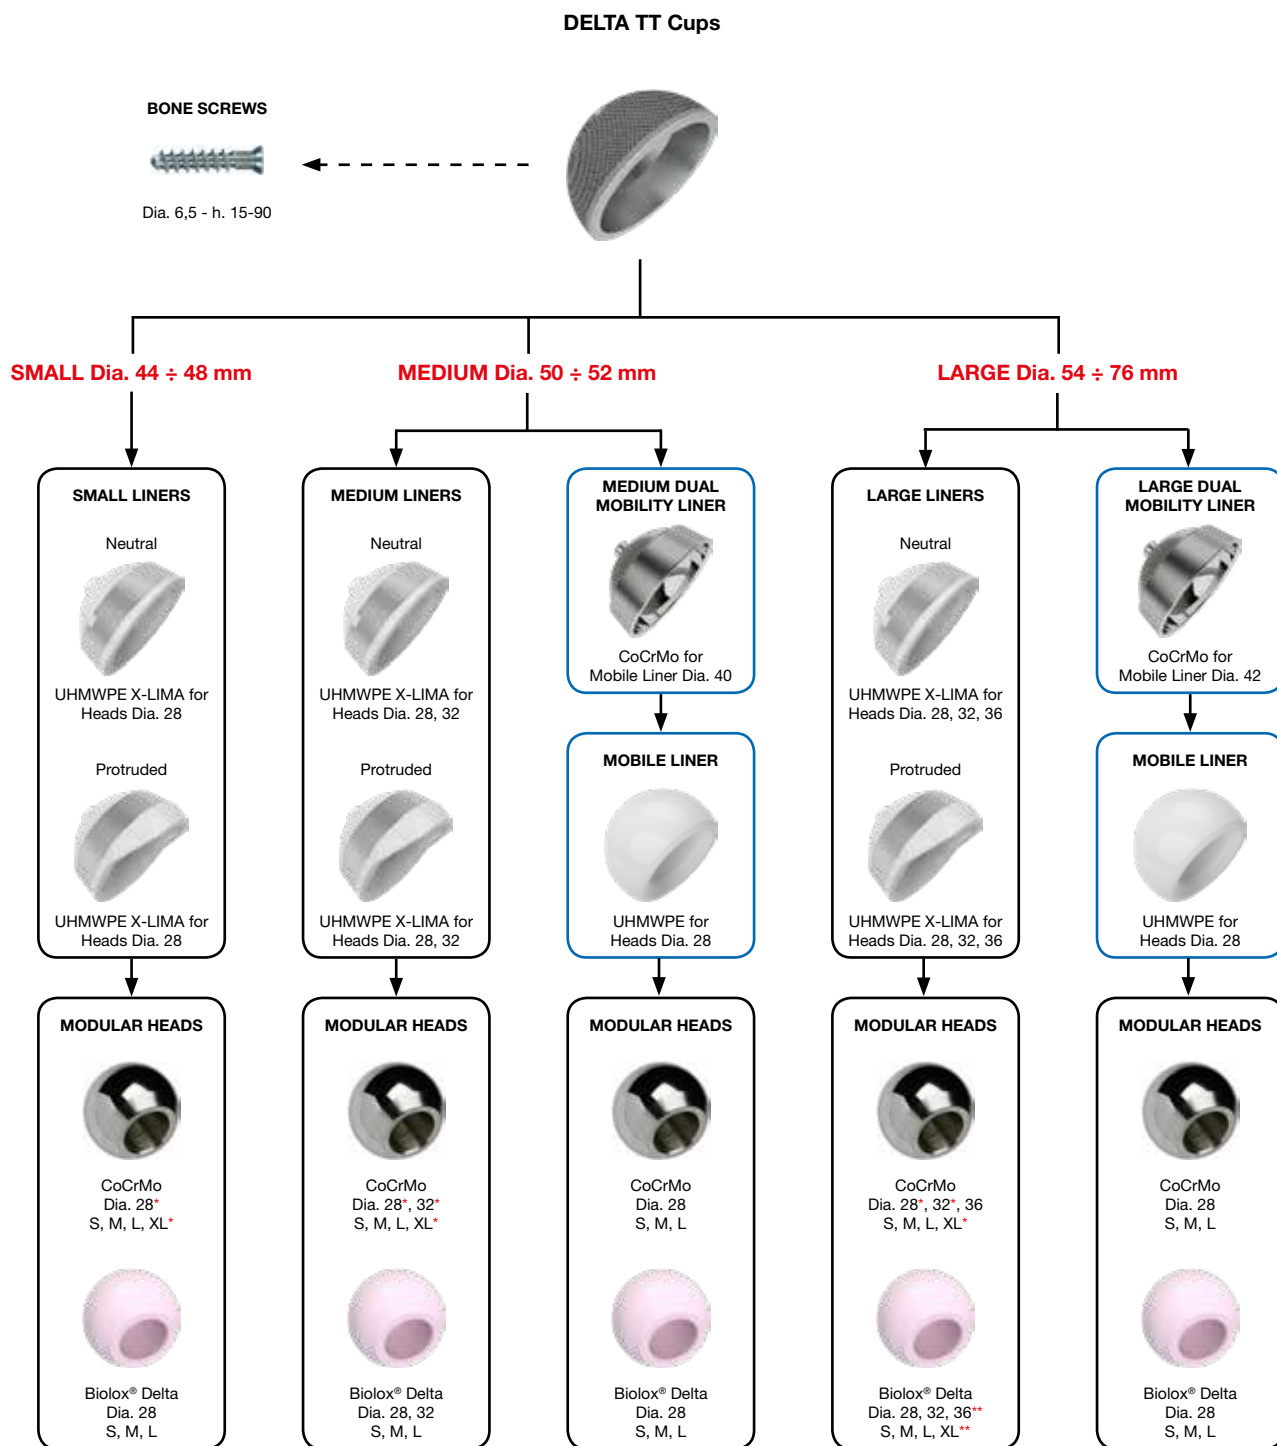 DELTA TT Cups
BONE SCREWS
Dia. 6,5 - h. 15-90
SMALL Dia. 44 ÷ 48 mm
MEDIUM Dia. 50 ÷ 52 mm
LARGE Dia. 54 ÷ 76 mm
SMALL LINERS
Neutral
UHMWPE X-LIMA for
Heads Dia. 28
Protruded
UHMWPE X-LIMA for
Heads Dia. 28
MEDIUM LINERS
Neutral
UHMWPE X-LIMA for
Heads Dia. 28, 32
Protruded
UHMWPE X-LIMA for
Heads Dia. 28, 32
MEDIUM DUAL
MOBILITY LINER
CoCrMo for
Mobile Liner Dia. 40
MOBILE LINER
UHMWPE for
Heads Dia. 28
LARGE LINERS
Neutral
UHMWPE X-LIMA for
Heads Dia. 28, 32, 36
Protruded
UHMWPE X-LIMA for
Heads Dia. 28, 32, 36
LARGE DUAL
MOBILITY LINER
CoCrMo for
Mobile Liner Dia. 42
MOBILE LINER
UHMWPE for
Heads Dia. 28
MODULAR HEADS
CoCrMo
Dia. 28*
S, M, L, XL*
Biolox® Delta
Dia. 28
S, M, L
MODULAR HEADS
CoCrMo
Dia. 28*, 32*
S, M, L, XL*
Biolox® Delta
Dia. 28, 32
S, M, L
MODULAR HEADS
CoCrMo
Dia. 28
S, M, L
Biolox® Delta
Dia. 28
S, M, L
MODULAR HEADS
CoCrMo
Dia. 28*, 32*, 36
S, M, L, XL*
Biolox® Delta
Dia. 28, 32, 36**
S, M, L, XL**
MODULAR HEADS
CoCrMo
Dia. 28
S, M, L
Biolox® Delta
Dia. 28
S, M, L